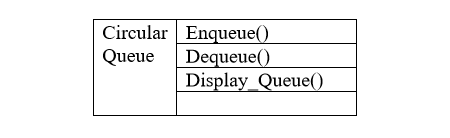 Circular Queue
Enqueue()
Dequeue()
Display_Queue()